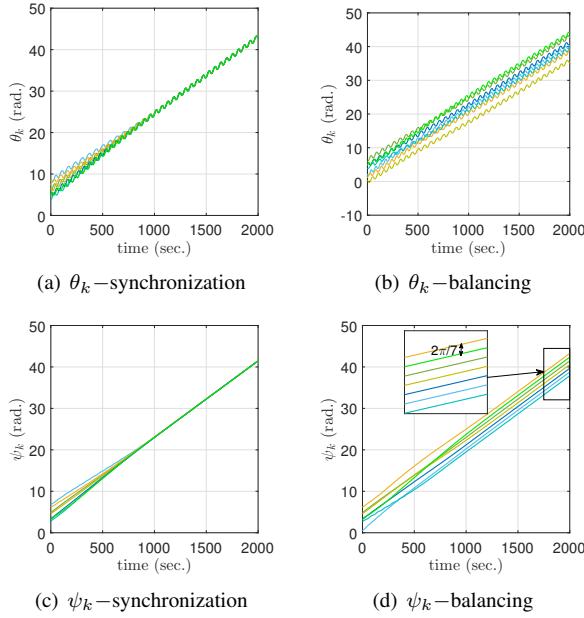 50
40
30
20
10
0
θₖ (rad.)
0 500 1000 1500 2000
time (sec.)
(a) θₖ−synchronization
50
40
30
20
10
0
-10
θₖ (rad.)
0 500 1000 1500 2000
time (sec.)
(b) θₖ−balancing
50
40
30
20
10
0
ψₖ (rad.)
0 500 1000 1500 2000
time (sec.)
(c) ψₖ−synchronization
50
40
30
20
10
0
ψₖ (rad.)
2π/7
0 500 1000 1500 2000
time (sec.)
(d) ψₖ−balancing